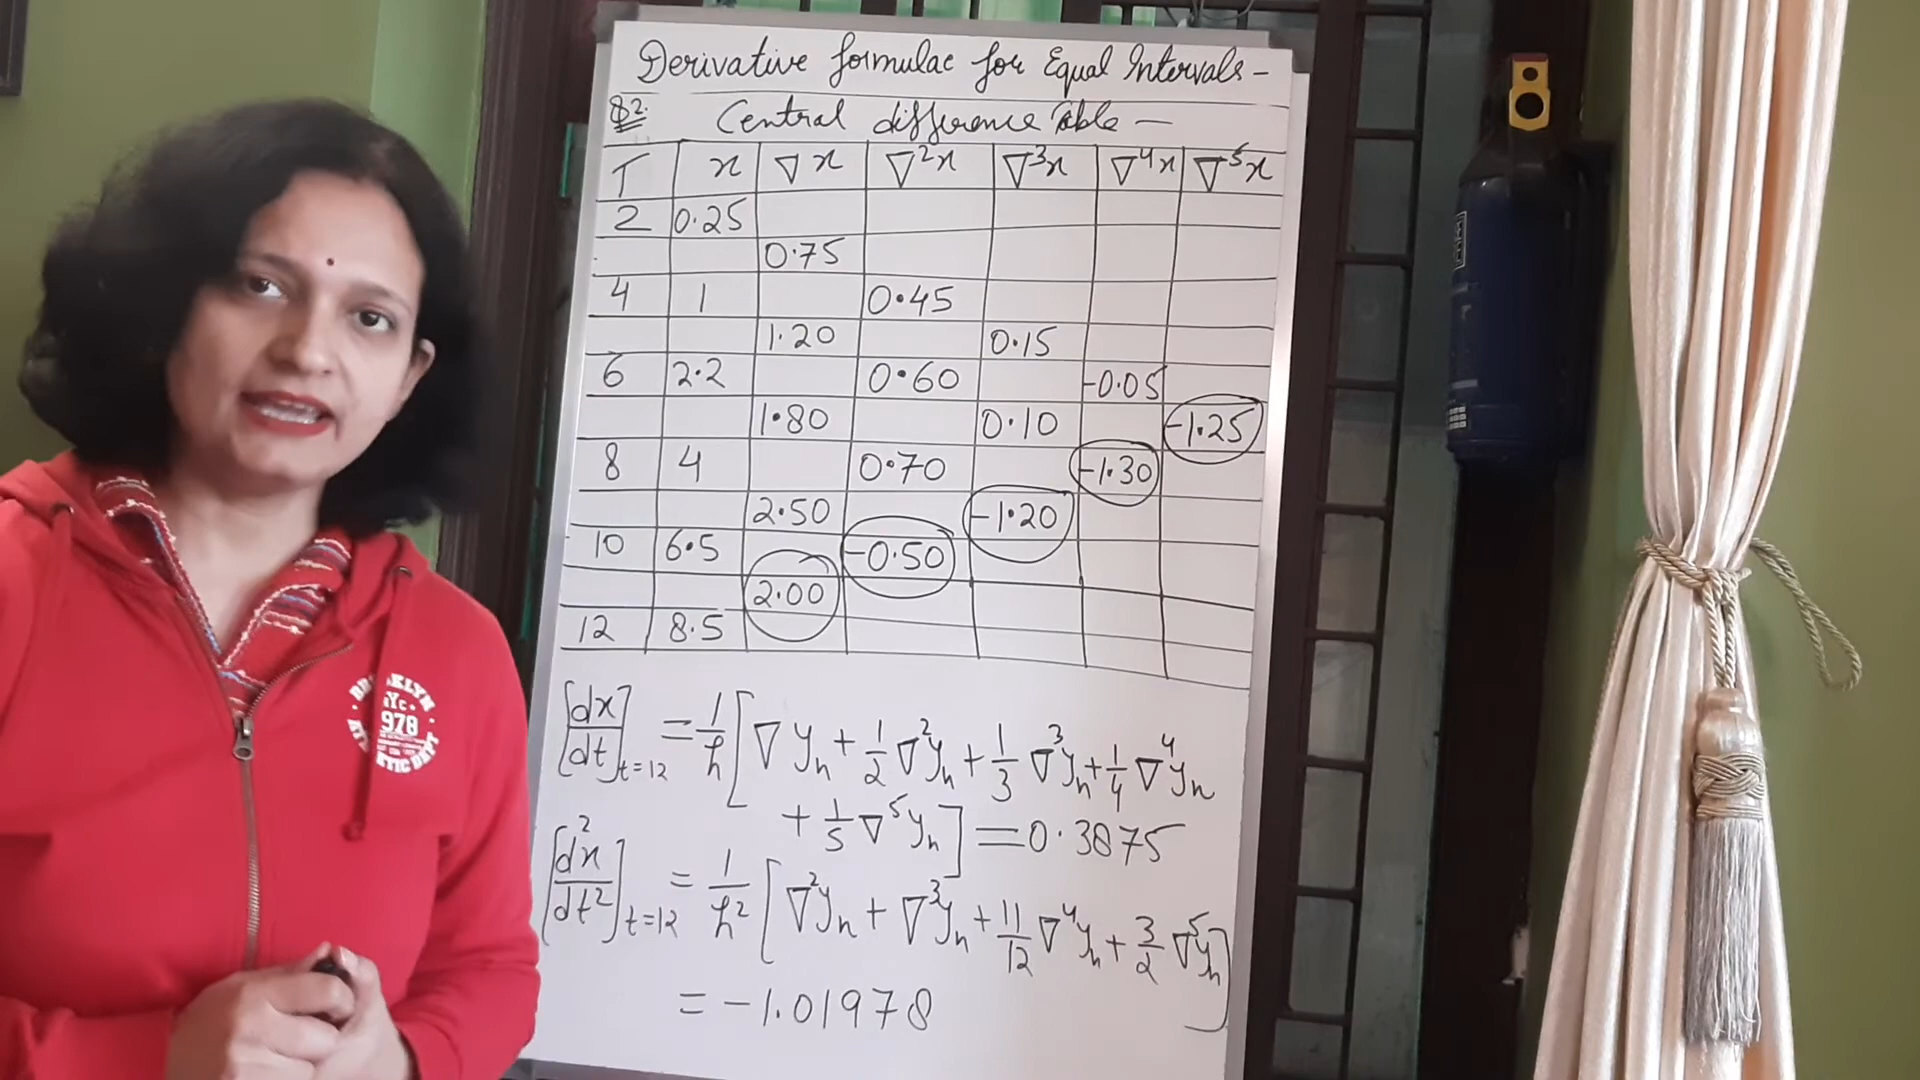 Derivative formulae for Equal Intervals-
Q2. Central difference Table —
T x ∇x ∇²x ∇³x ∇⁴x ∇⁵x
2 0.25
0.75
4 1 0.45
1.20 0.15
6 2.2 0.60 -0.05
1.80 0.10 -1.25
8 4 0.70 -1.30
2.50 -1.20
10 6.5 -0.50
2.00
12 8.5
[dx/dt]t=12 = 1/h [∇yn + 1/2 ∇²yn + 1/3 ∇³yn + 1/4 ∇⁴yn
+ 1/5 ∇⁵yn] = 0.3875
[d²x/dt²]t=12 = 1/h² [∇²yn + ∇³yn + 11/12 ∇⁴yn + 3/2 ∇⁵yn]
= -1.01978
978